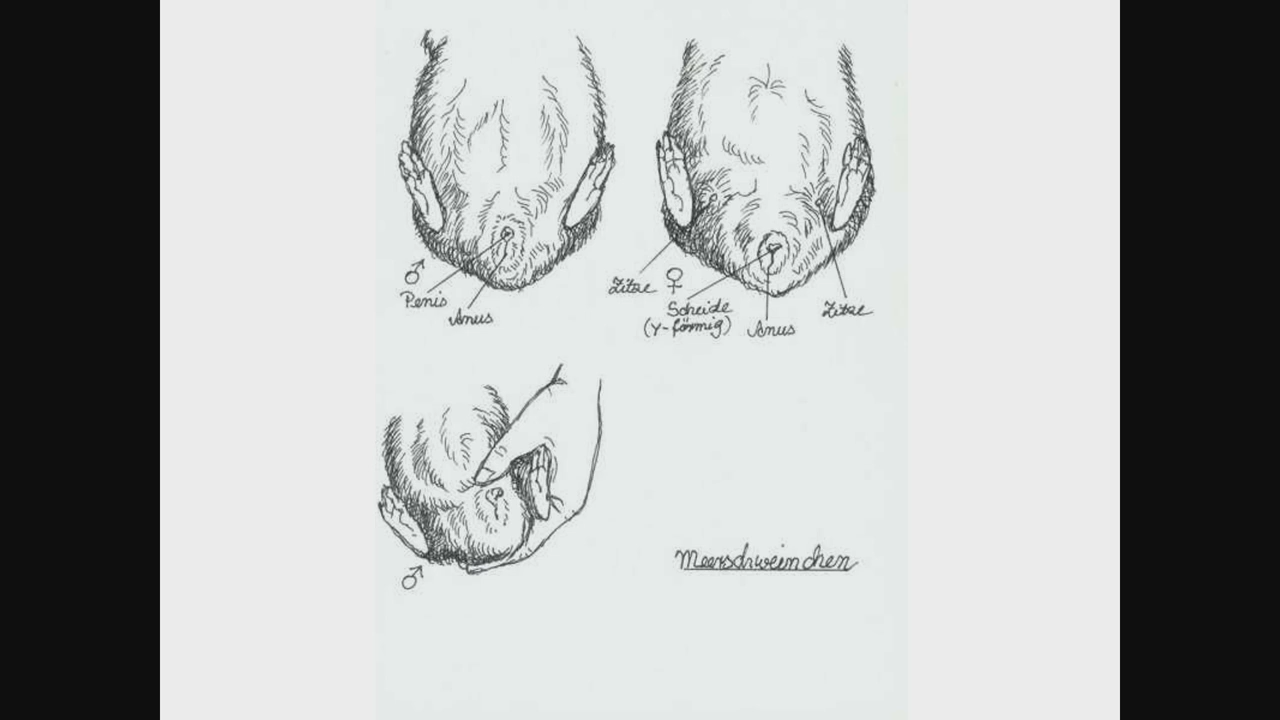 ♂
Penis
Anus
Zitze
♀
Scheide
(Y-förmig)
Anus
Zitze
♂
Meerschweinchen